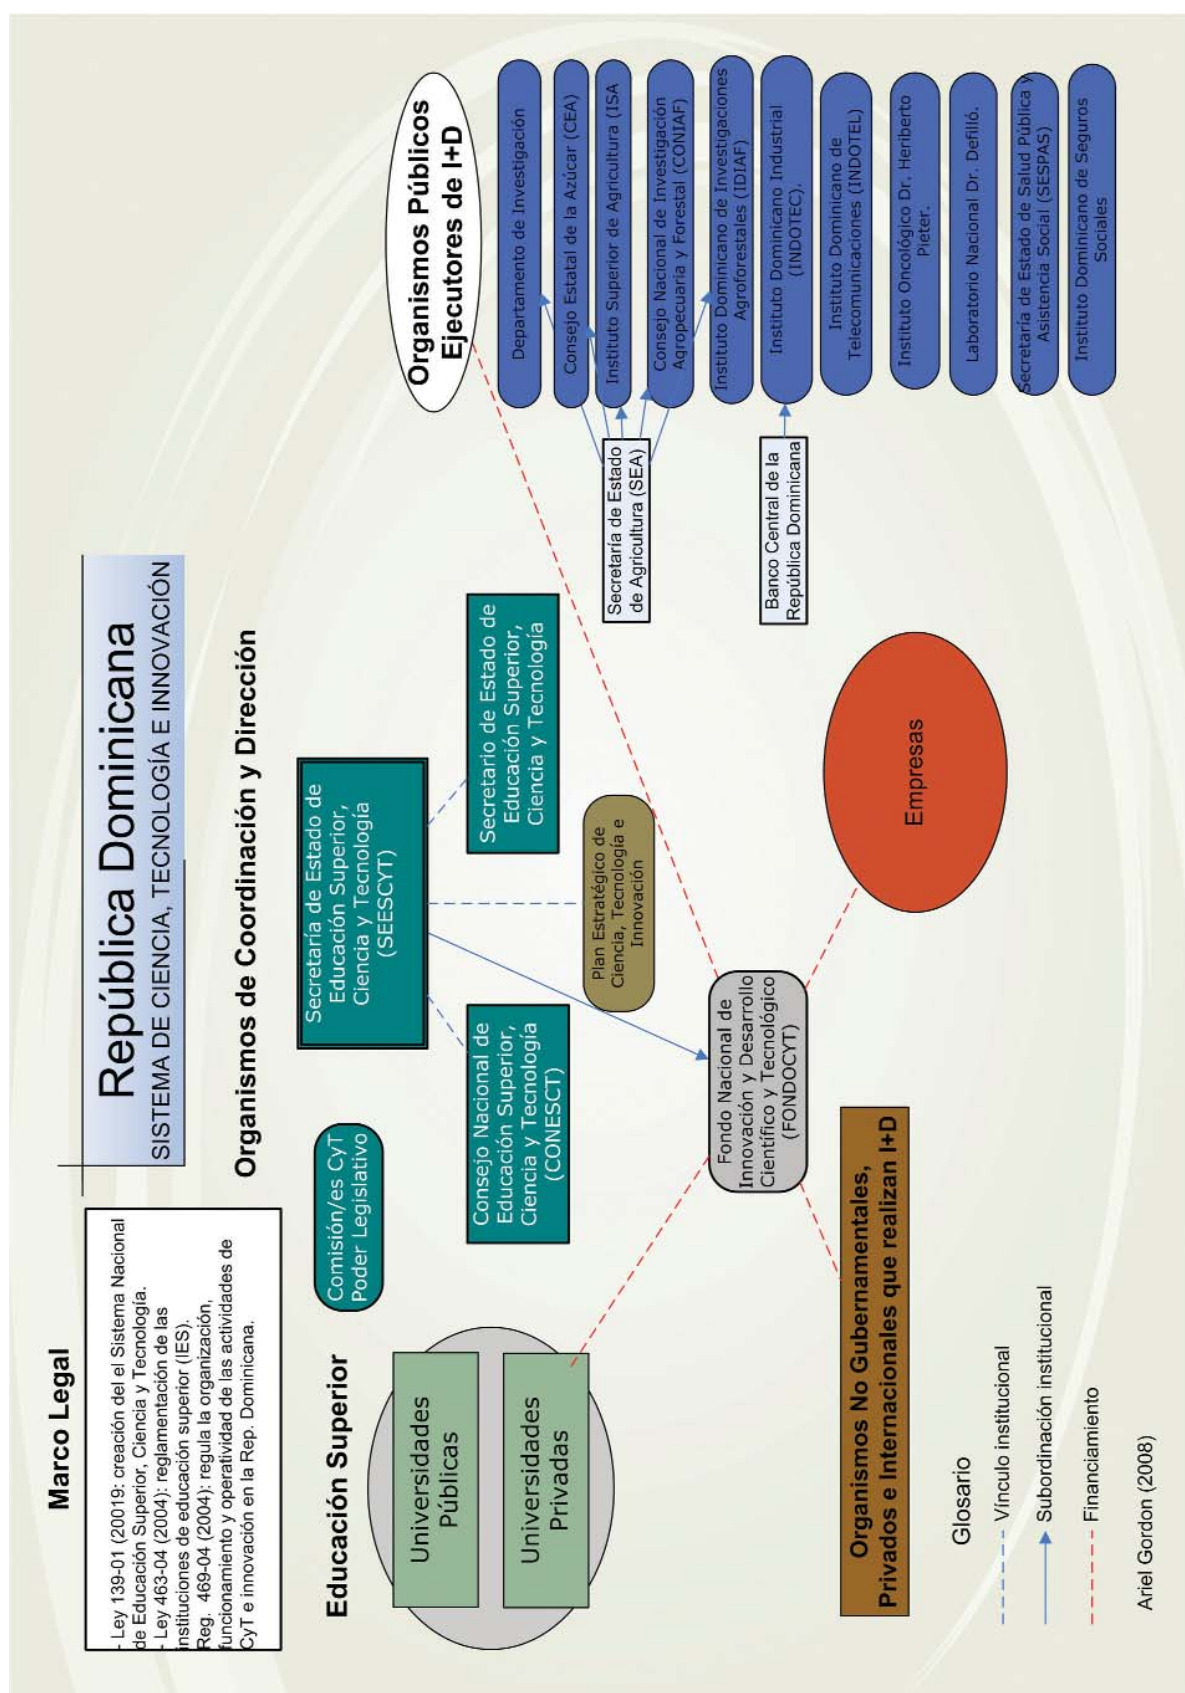 República Dominicana
SISTEMA DE CIENCIA, TECNOLOGÍA E INNOVACIÓN
Marco Legal
- Ley 139-01 (20019: creación del el Sistema Nacional
de Educación Superior, Ciencia y Tecnología.
- Ley 463-04 (2004): reglamentación de las
instituciones de educación superior (IES).
Reg. 469-04 (2004): regula la organización,
funcionamiento y operatividad de las actividades de
CyT e innovación en la Rep. Dominicana.
Organismos de Coordinación y Dirección
Comisión/es CyT
Poder Legislativo
Secretaría de Estado de
Educación Superior,
Ciencia y Tecnología
(SEESCYT)
Consejo Nacional de
Educación Superior,
Ciencia y Tecnología
(CONESCT)
Secretario de Estado de
Educación Superior,
Ciencia y Tecnología
Plan Estratégico de
Ciencia, Tecnología e
Innovación
Educación Superior
Universidades
Públicas
Universidades
Privadas
Fondo Nacional de
Innovación y Desarrollo
Científico y Tecnológico
(FONDOCYT)
Organismos Públicos
Ejecutores de I+D
Departamento de Investigación
Consejo Estatal de la Azúcar (CEA)
Instituto Superior de Agricultura (ISA
Consejo Nacional de Investigación
Agropecuaria y Forestal (CONIAF)
Instituto Dominicano de Investigaciones
Agroforestales (IDIAF)
Instituto Dominicano Industrial
(INDOTEC).
Instituto Dominicano de
Telecomunicaciones (INDOTEL)
Instituto Oncológico Dr. Heriberto
Pieter.
Laboratorio Nacional Dr. Defilló.
Secretaría de Estado de Salud Pública y
Asistencia Social (SESPAS)
Instituto Dominicano de Seguros
Sociales
Secretaría de Estado
de Agricultura (SEA)
Banco Central de la
República Dominicana
Empresas
Organismos No Gubernamentales,
Privados e Internacionales que realizan I+D
Glosario
Vínculo institucional
Subordinación institucional
Financiamiento
Ariel Gordon (2008)